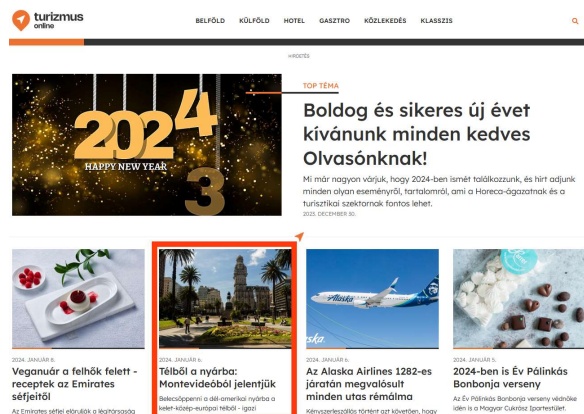 turizmus
online
BELFÖLD KÜLFÖLD HOTEL GASZTRO KÖZLEKEDÉS KLASSZIS
HIRDETÉS
TOP TÉMA
Boldog és sikeres új évet
kívánunk minden kedves
Olvasónknak!
Mi már nagyon várjuk, hogy 2024-ben ismét találkozzunk, és hírt adjunk
minden olyan eseményről, tartalomról, ami a Horeca-ágazatnak és a
turisztikai szektornak fontos lehet.
2023. DECEMBER 30.
2024
3
HAPPY NEW YEAR
2024. JANUÁR 6.
Veganuár a felhők felett -
receptek az Emirates
séfjeitől
Az Emirates séfjei elárulják a légitársaság
2024. JANUÁR 6.
Télből a nyárba:
Montevideóból jelentjük
Belecsöppenni a dél-amerikai nyárba a
kelet-közép-európai télből - igazi
Alaska
ska.
2024. JANUÁR 6.
Az Alaska Airlines 1282-es
járatán megvalósult
minden utas rémálma
Kényszerleszállás történt azt követően, hogy
2024. JANUÁR 5.
2024-ben is Év Pálinkás
Bonbonja verseny
Az Év Pálinkás Bonbonja verseny védnöke
idén is a Magyar Cukrász Ipartestület.